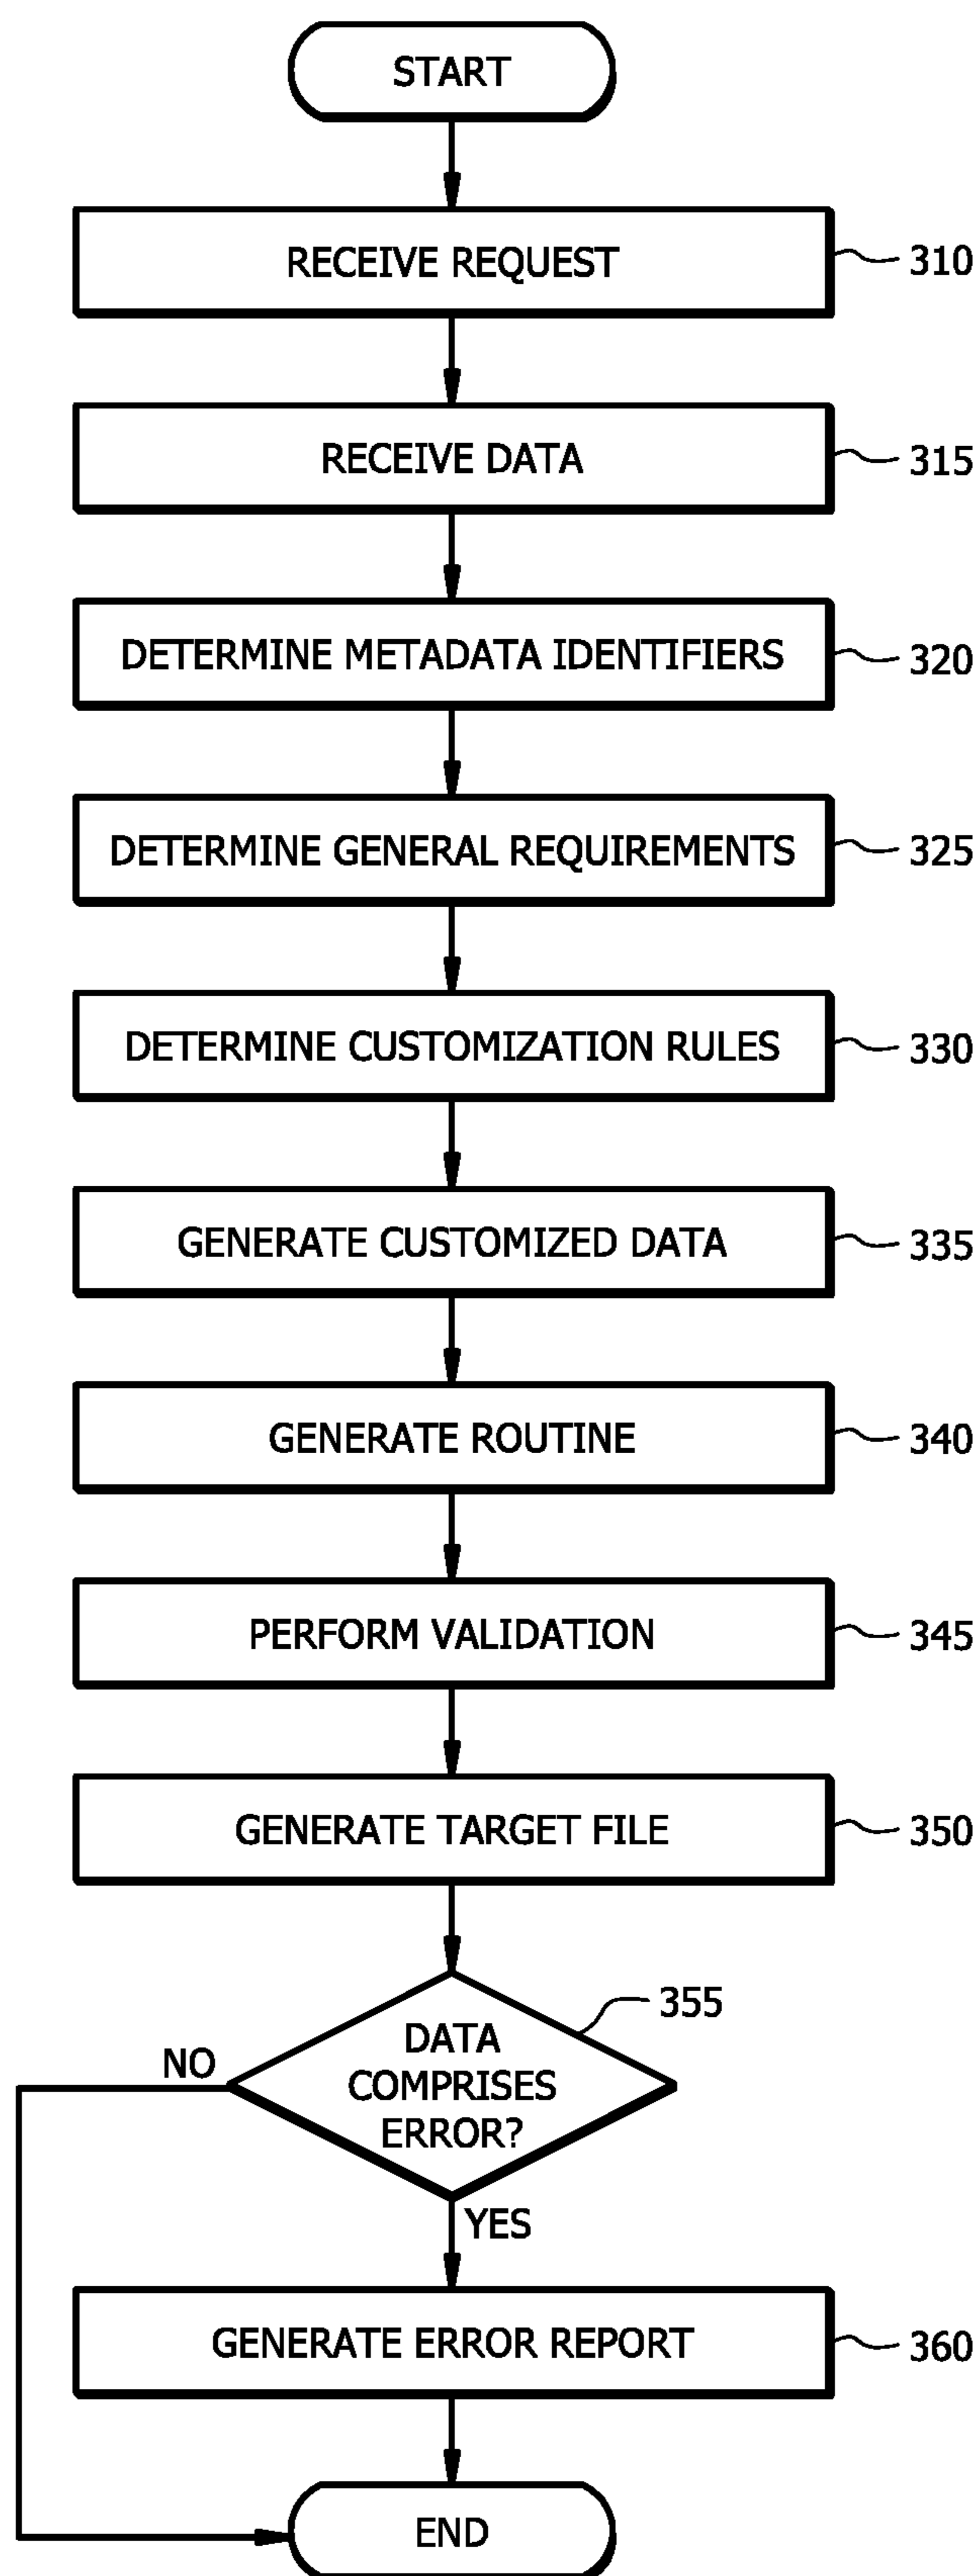 START
RECEIVE REQUEST
310
RECEIVE DATA
315
DETERMINE METADATA IDENTIFIERS
320
DETERMINE GENERAL REQUIREMENTS
325
DETERMINE CUSTOMIZATION RULES
330
GENERATE CUSTOMIZED DATA
335
GENERATE ROUTINE
340
PERFORM VALIDATION
345
GENERATE TARGET FILE
350
355
DATA
COMPRISES
ERROR?
NO
YES
GENERATE ERROR REPORT
360
END